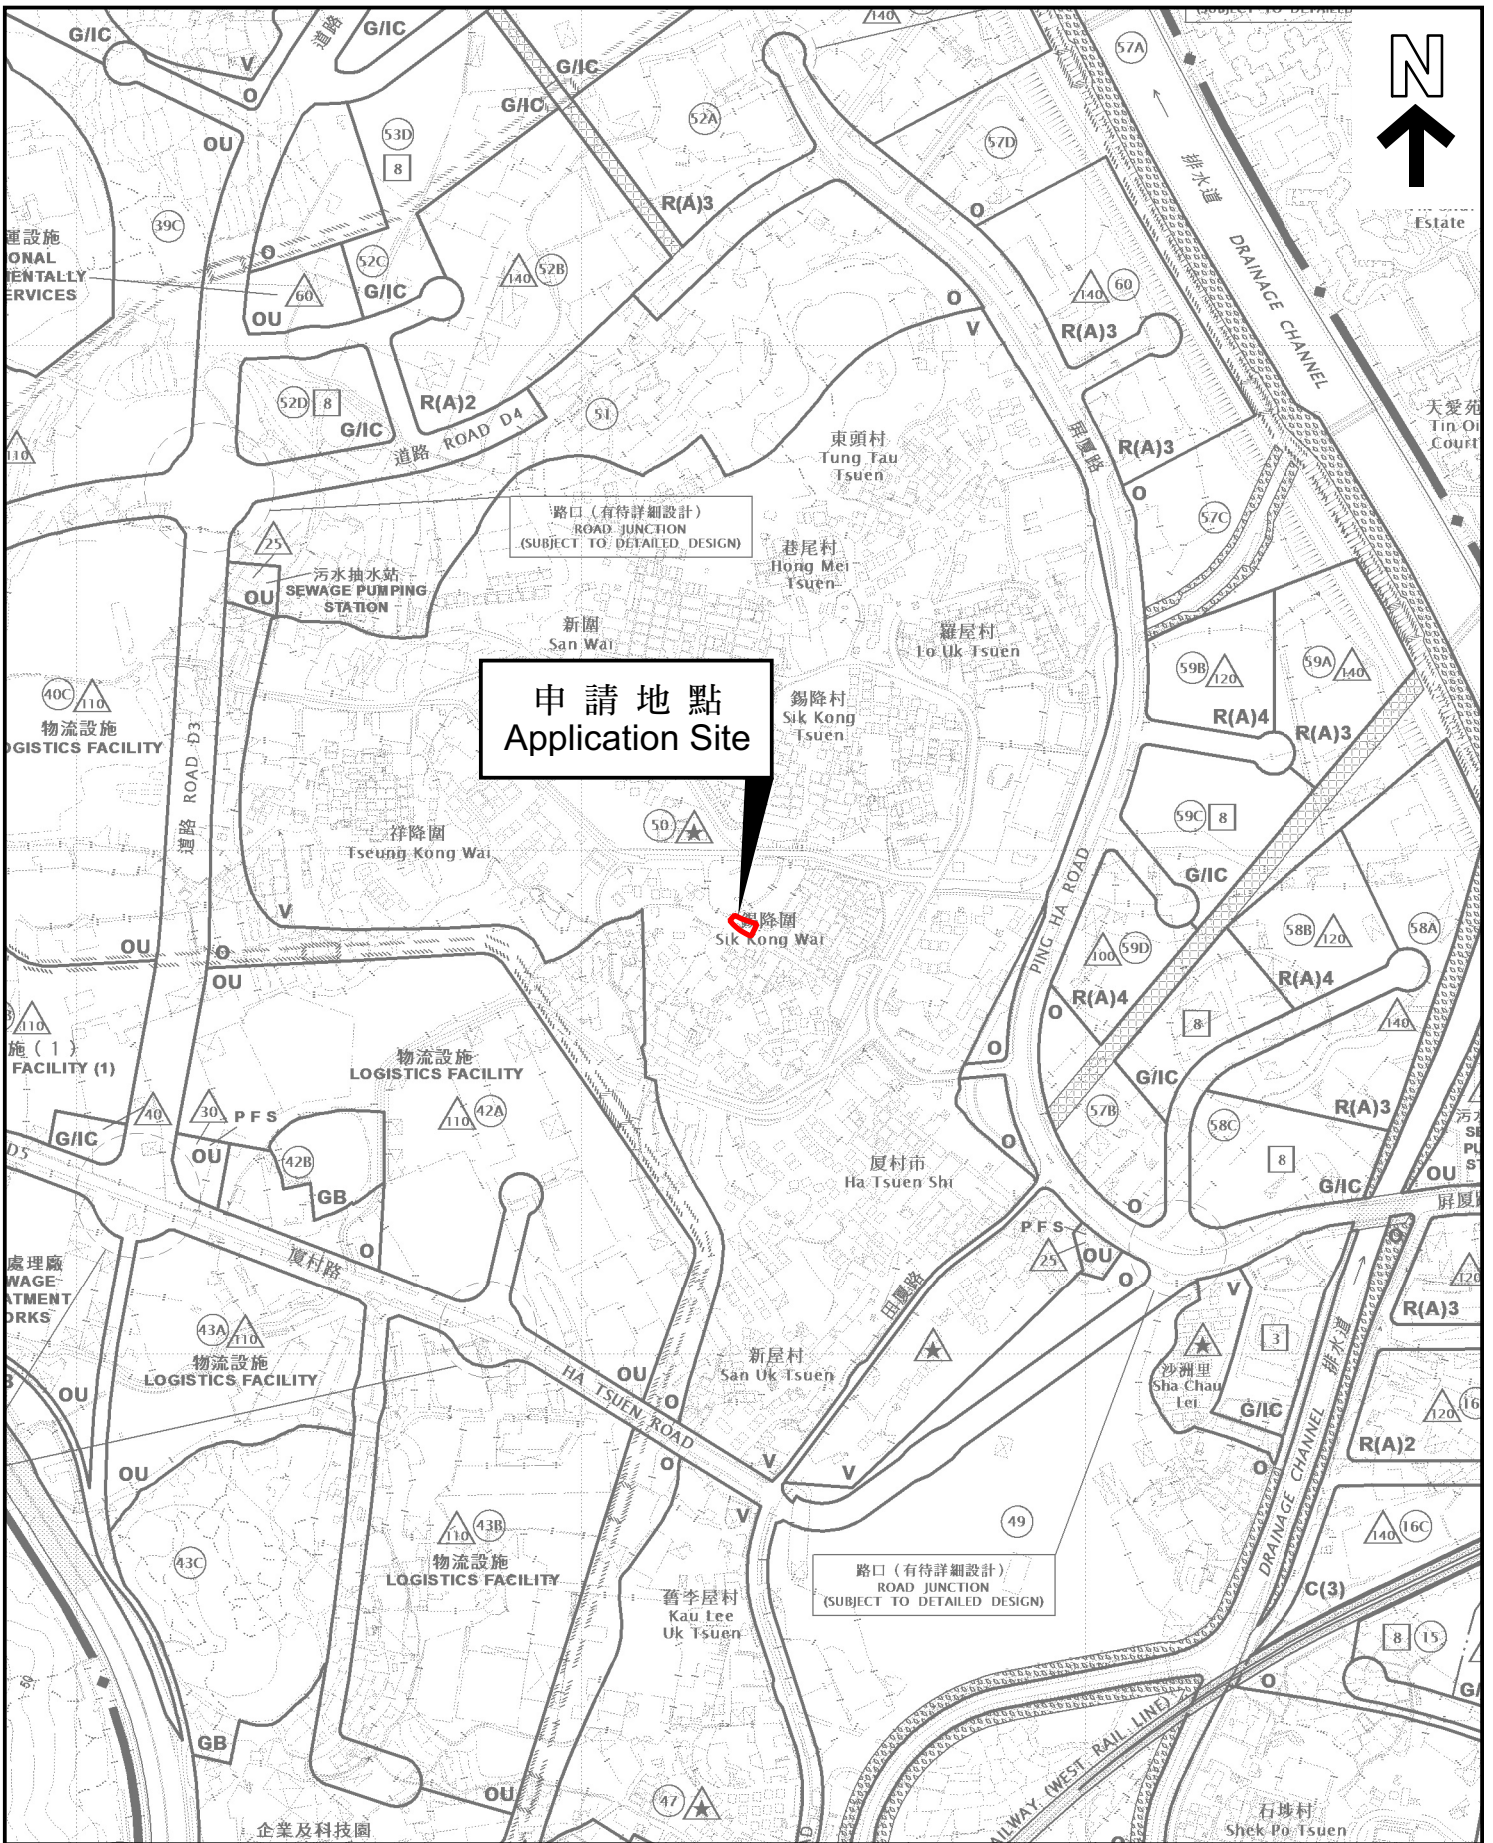 (SUBJECT TO DETAILED
140
57A
N
G/IC
道路
G/IC
V
O
G/IC
G/IC
52A
53D
8
OU
57D
排水道
DRAINAGE CHANNEL
R(A)3
O
Estate
39C
O
52C
G/IC
60
OU
140
52B
運設施
ONAL
MENTALLY
ERVICES
O
V
140
60
R(A)3
52D
8
G/IC
R(A)2
道路 ROAD D4
51
東頭村
Tung Tau
Tsuen
屏廈路
R(A)3
O
天愛苑
Tin Oi
Court
110
路口（有待詳細設計）
ROAD JUNCTION
(SUBJECT TO DETAILED DESIGN)
57C
25
污水抽水站
SEWAGE PUMPING
STATION
OU
巷尾村
Hong Mei
Tsuen
新圍
San Wai
羅屋村
Lo Uk Tsuen
59B
120
59A
140
R(A)4
R(A)3
40C
110
物流設施
OGISTICS FACILITY
道路 ROAD D3
申請地點
Application Site
錫降村
Sik Kong
Tsuen
50
祥降圍
Tseung Kong Wai
59C
8
G/IC
PING HA ROAD
V
錫降圍
Sik Kong Wai
OU
O
OU
58B
120
58A
100
59D
R(A)4
R(A)4
O
8
140
110
施（1）
FACILITY (1)
物流設施
LOGISTICS FACILITY
110
42A
O
G/IC
57B
58C
R(A)3
40
30
PFS
G/IC
OU
42B
GB
D5
O
8
G/IC
OU
厦村市
Ha Tsuen Shi
O
PFS
25
OU
O
屏厦
O
處理廠
WAGE
ATMENT
ORKS
O
厦村路
田厦路
V
120
R(A)3
43A
110
物流設施
LOGISTICS FACILITY
OU
新屋村
San Uk Tsuen
沙洲里
Sha Chau
Lei
3
排水道
G/IC
OU
O
HA TSUEN ROAD
120
16
R(A)2
OU
O
V
V
V
O
DRAINAGE CHANNEL
110
43B
物流設施
LOGISTICS FACILITY
43C
49
140
16C
路口（有待詳細設計）
ROAD JUNCTION
(SUBJECT TO DETAILED DESIGN)
C(3)
舊李屋村
Kau Lee
Uk Tsuen
8
15
50
O
G/
GB
OU
47
AILWAY (WEST RAIL LINE)
企業及科技園
石埗村
Shek Po Tsuen
O